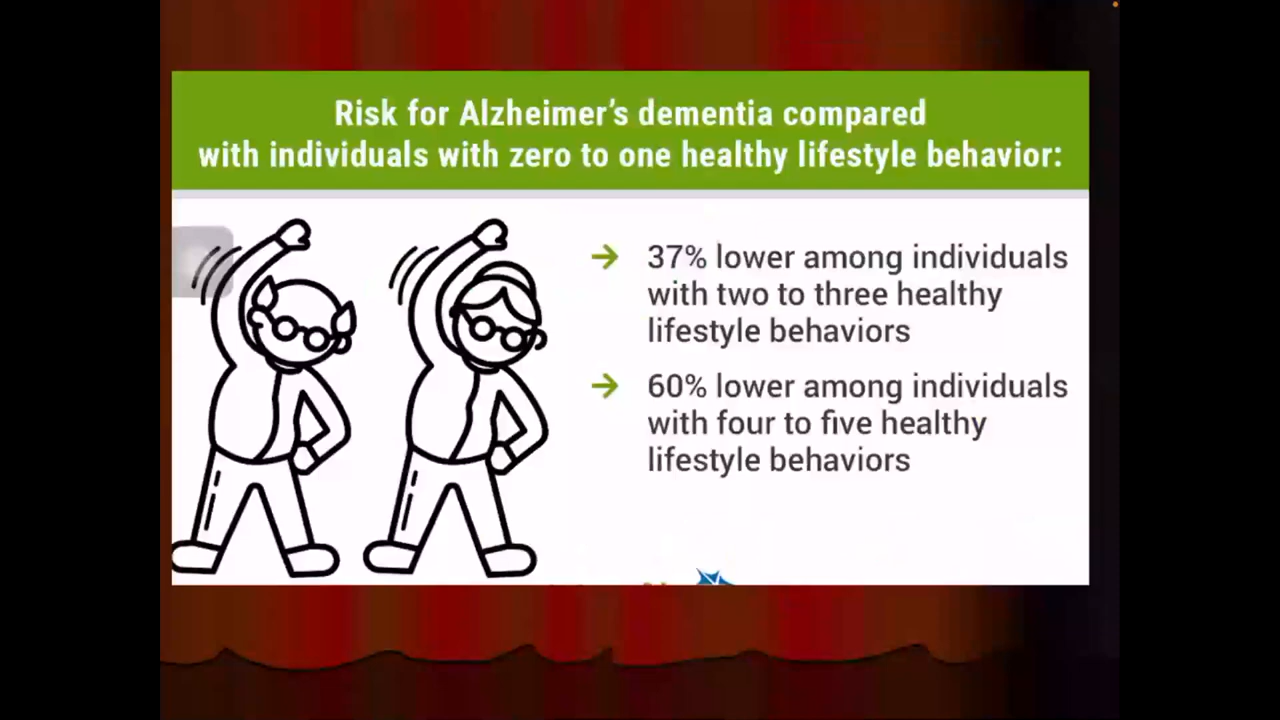 Risk for Alzheimer's dementia compared
with individuals with zero to one healthy lifestyle behavior:
37% lower among individuals
with two to three healthy
lifestyle behaviors
60% lower among individuals
with four to five healthy
lifestyle behaviors